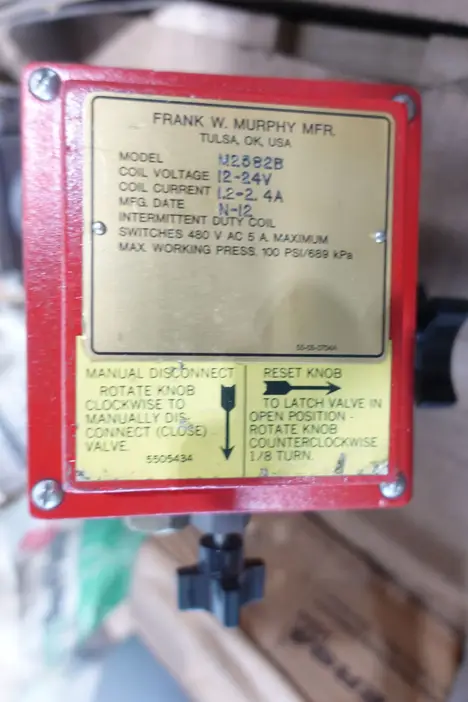 FRANK W. MURPHY MFR.
TULSA, OK, USA
MODEL M2582B
COIL VOLTAGE 12-24V
COIL CURRENT 1.2-2.4A
MFG. DATE N-12
INTERMITTENT DUTY COIL
SWITCHES 480 V AC 5 A. MAXIMUM
MAX. WORKING PRESS. 100 PSI/689 kPa
MANUAL DISCONNECT
ROTATE KNOB
CLOCKWISE TO
MANUALLY DIS-
CONNECT (CLOSE)
VALVE.
5505434
RESET KNOB
TO LATCH VALVE IN
OPEN POSITION -
ROTATE KNOB
COUNTERCLOCKWISE
1/8 TURN.